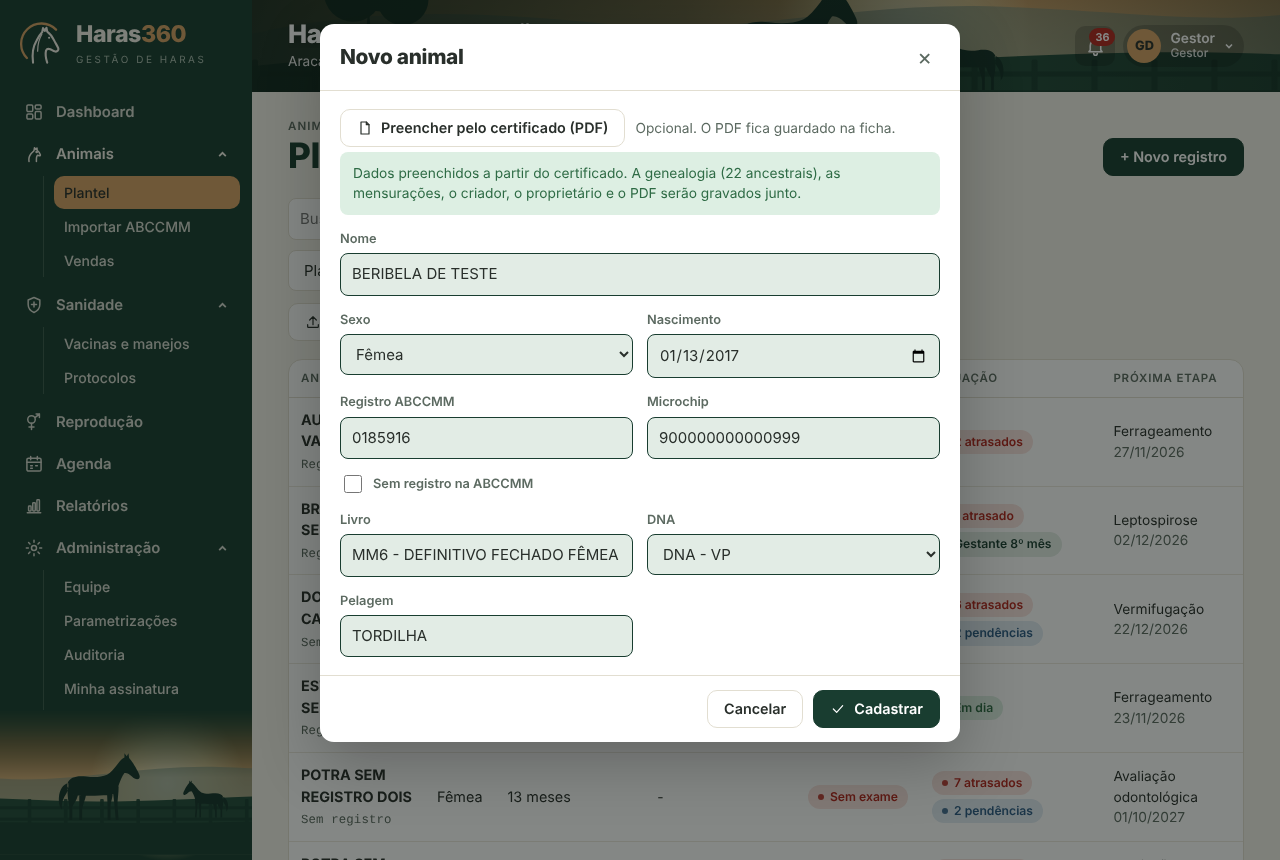 Haras360
GESTÃO DE HARAS
Dashboard
Animais
Plantel
Importar ABCCMM
Vendas
Sanidade
Vacinas e manejos
Protocolos
Reprodução
Agenda
Relatórios
Administração
Equipe
Parametrizações
Auditoria
Minha assinatura
36
GD
Gestor
Gestor
+ Novo registro
Novo animal
Preencher pelo certificado (PDF)
Opcional. O PDF fica guardado na ficha.
Dados preenchidos a partir do certificado. A genealogia (22 ancestrais), as
mensurações, o criador, o proprietário e o PDF serão gravados junto.
Nome
BERIBELA DE TESTE
Sexo
Nascimento
Fêmea
01/13/2017
Registro ABCCMM
Microchip
0185916
900000000000999
Sem registro na ABCCMM
Livro
DNA
MM6 - DEFINITIVO FECHADO FÊMEA
DNA - VP
Pelagem
TORDILHA
Cancelar
Cadastrar
PRÓXIMA ETAPA
atrasados
Ferrageamento
27/11/2026
atrasado
Gestante 8º mês
Leptospirose
02/12/2026
atrasados
pendências
Vermifugação
22/12/2026
Em dia
Ferrageamento
23/11/2026
POTRA SEM
REGISTRO DOIS
Sem registro
Fêmea
13 meses
-
Sem exame
7 atrasados
2 pendências
Avaliação
odontológica
01/10/2027